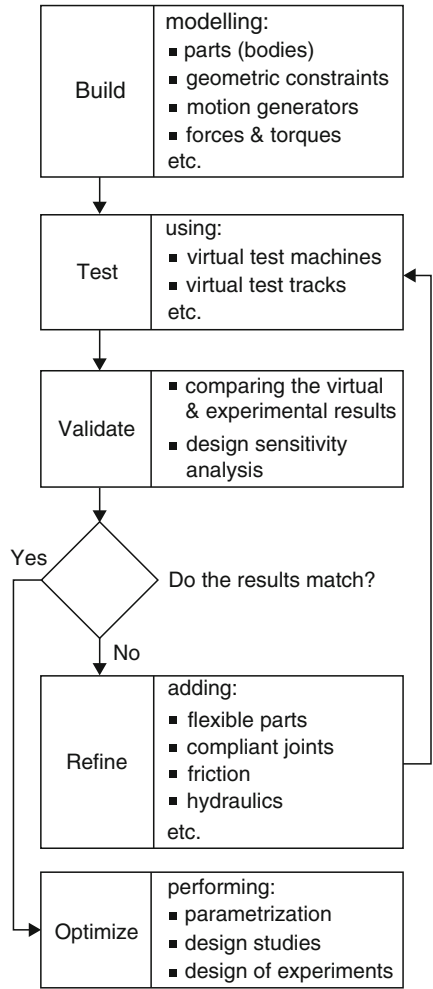 Build
modelling:
▪ parts (bodies)
▪ geometric constraints
▪ motion generators
▪ forces & torques
etc.
Test
using:
▪ virtual test machines
▪ virtual test tracks
etc.
Validate
▪ comparing the virtual
& experimental results
▪ design sensitivity
analysis
Yes
Do the results match?
No
Refine
adding:
▪ flexible parts
▪ compliant joints
▪ friction
▪ hydraulics
etc.
Optimize
performing:
▪ parametrization
▪ design studies
▪ design of experiments